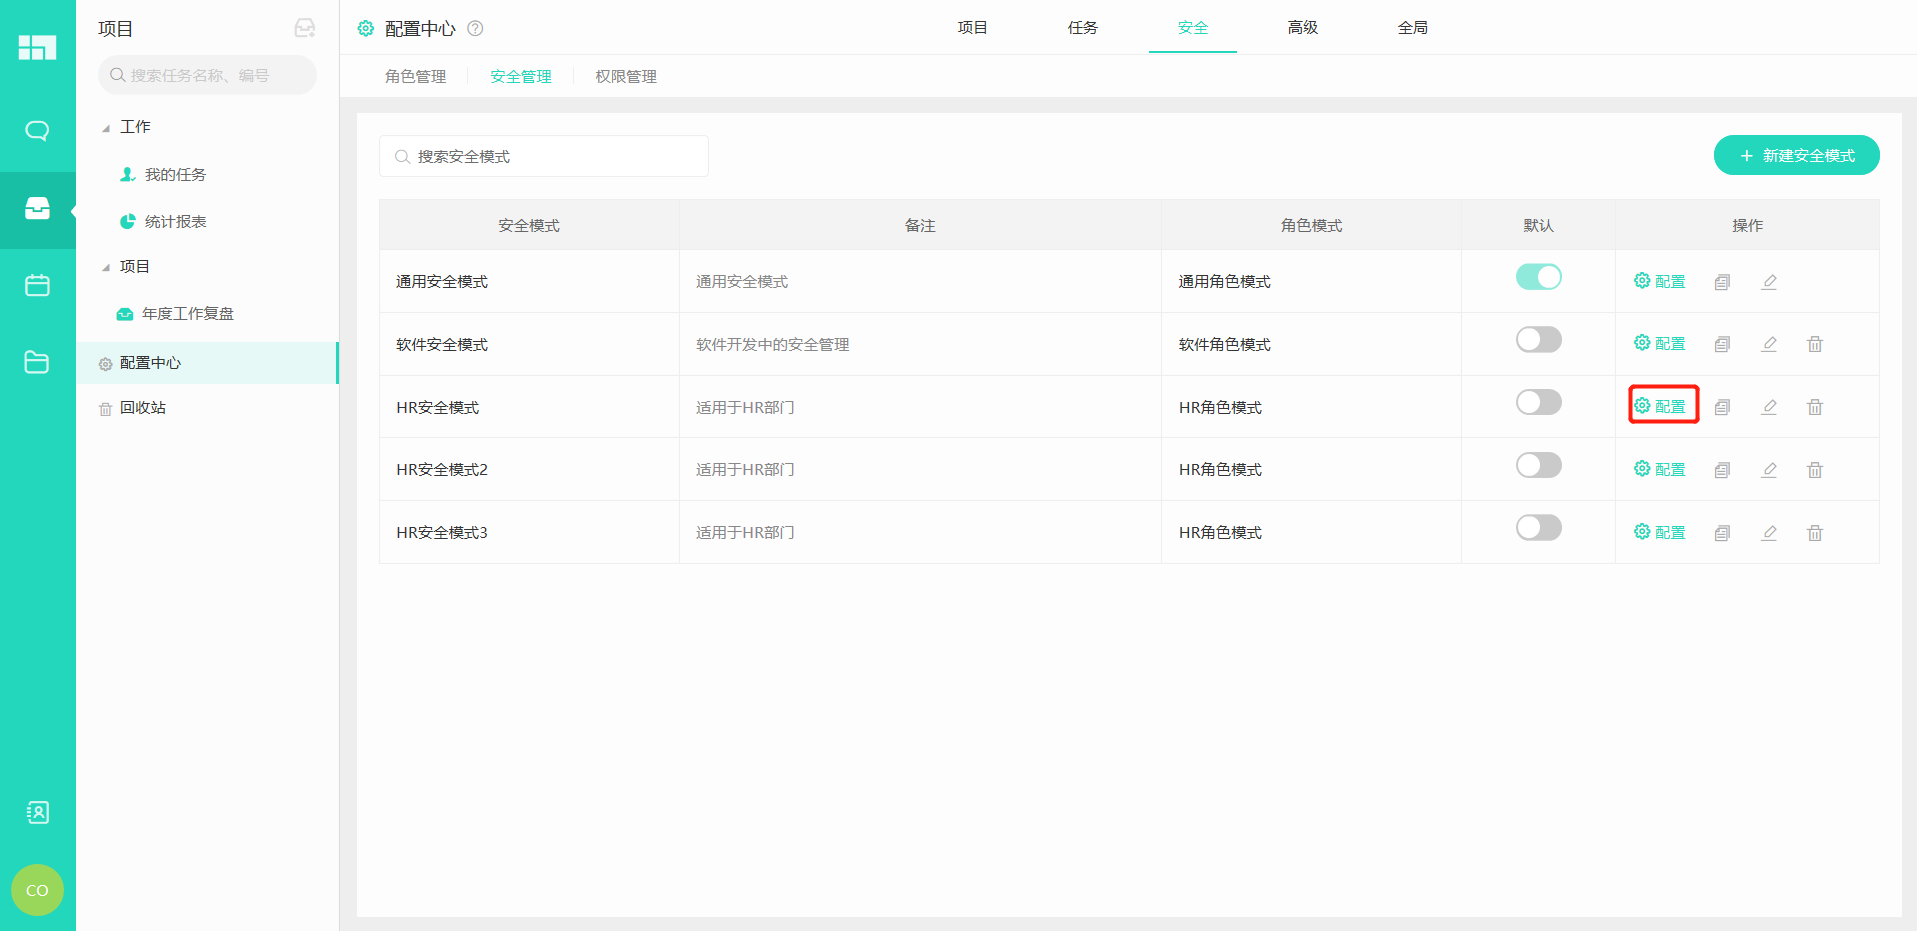 项目
搜索任务名称、编号
工作
我的任务
统计报表
项目
年度工作复盘
配置中心
回收站
CO
配置中心 ?
项目 任务 安全 高级 全局
角色管理 安全管理 权限管理
搜索安全模式
+ 新建安全模式
安全模式 备注 角色模式 默认 操作
通用安全模式 通用安全模式 通用角色模式 配置
软件安全模式 软件开发中的安全管理 软件角色模式 配置
HR安全模式 适用于HR部门 HR角色模式 配置
HR安全模式2 适用于HR部门 HR角色模式 配置
HR安全模式3 适用于HR部门 HR角色模式 配置